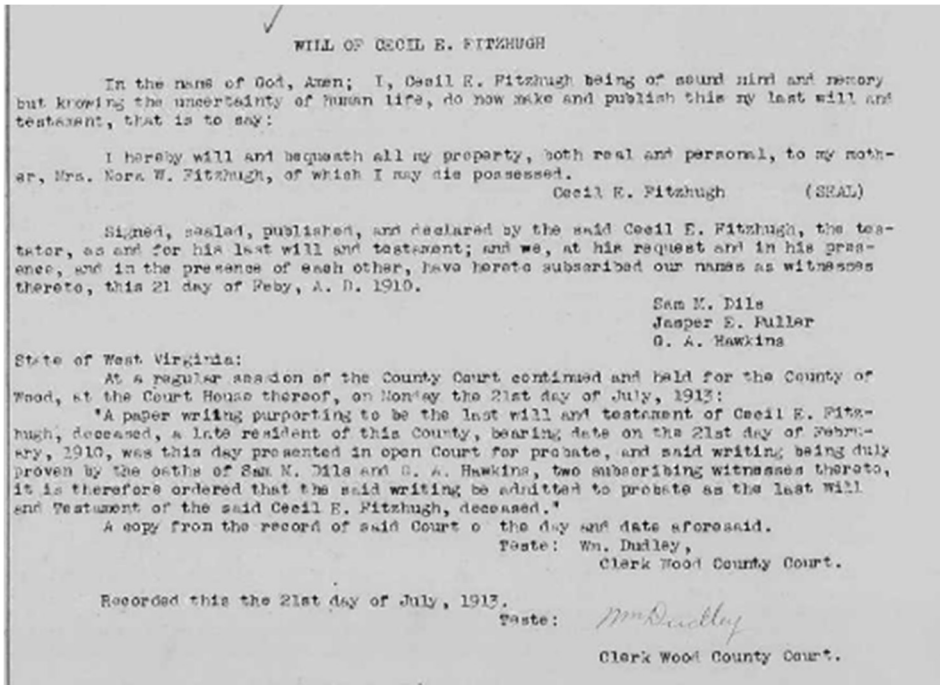 WILL OF CECIL E. FITZHUGH
In the name of God, Amen; I, Cecil E. Fitzhugh being of sound mind and memory
but knowing the uncertainty of human life, do now make and publish this my last will and
testament, that is to say:
I hereby will and bequeath all my property, both real and personal, to my moth-
er, Mrs. Nora W. Fitzhugh, of which I may die possessed.
Cecil E. Fitzhugh (SEAL)
Signed, sealed, published, and declared by the said Cecil E. Fitzhugh, the tes-
tator, as and for his last will and testament; and we, at his request and in his pres-
ence, and in the presence of each other, have hereto subscribed our names as witnesses
thereto, this 21 day of Feby, A. D. 1910.
Sam M. Dils
Jasper E. Fuller
G. A. Hawkins
State of West Virginia:
At a regular session of the County Court continued and held for the County of
Wood, at the Court House thereof, on Monday the 21st day of July, 1913:
"A paper writing purporting to be the last will and testament of Cecil E. Fitz-
hugh, deceased, a late resident of this County, bearing date on the 21st day of Febru-
ary, 1910, was this day presented in open Court for probate, and said writing being duly
proven by the oaths of Sam M. Dils and G. A. Hawkins, two subscribing witnesses thereto,
it is therefore ordered that the said writing be admitted to probate as the last Will
and Testament of the said Cecil E. Fitzhugh, deceased."
A copy from the record of said Court o the day and date aforesaid.
Teste: Wm. Dudley,
Clerk Wood County Court.
Recorded this the 21st day of July, 1913.
Teste: Wm Dudley
Clerk Wood County Court.